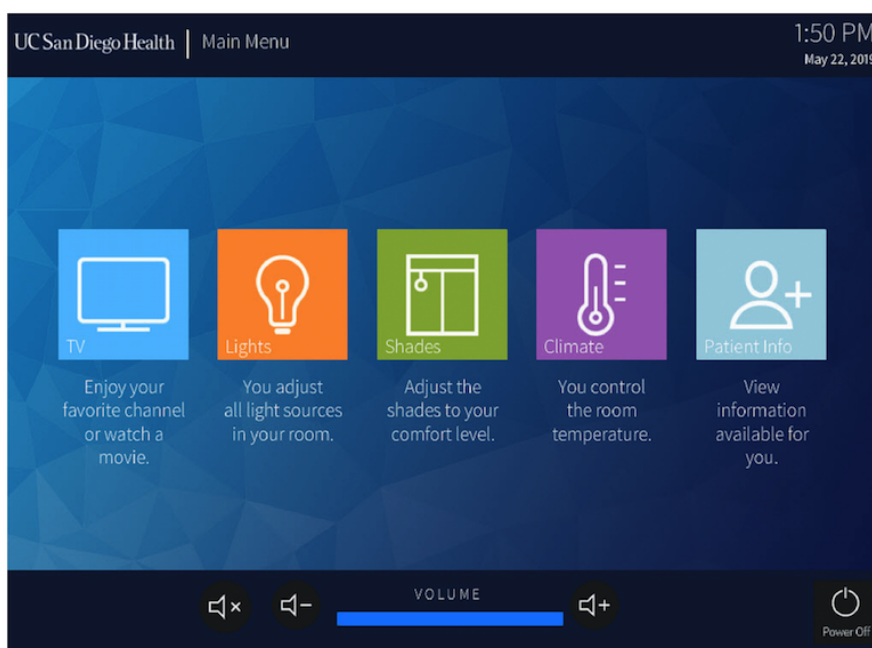 UC San Diego Health | Main Menu
1:50 PM
May 22, 2019
TV
Enjoy your
favorite channel
or watch a
movie.
Lights
You adjust
all light sources
in your room.
Shades
Adjust the
shades to your
comfort level.
Climate
You control
the room
temperature.
Patient Info
View
information
available for
you.
VOLUME
Power Off